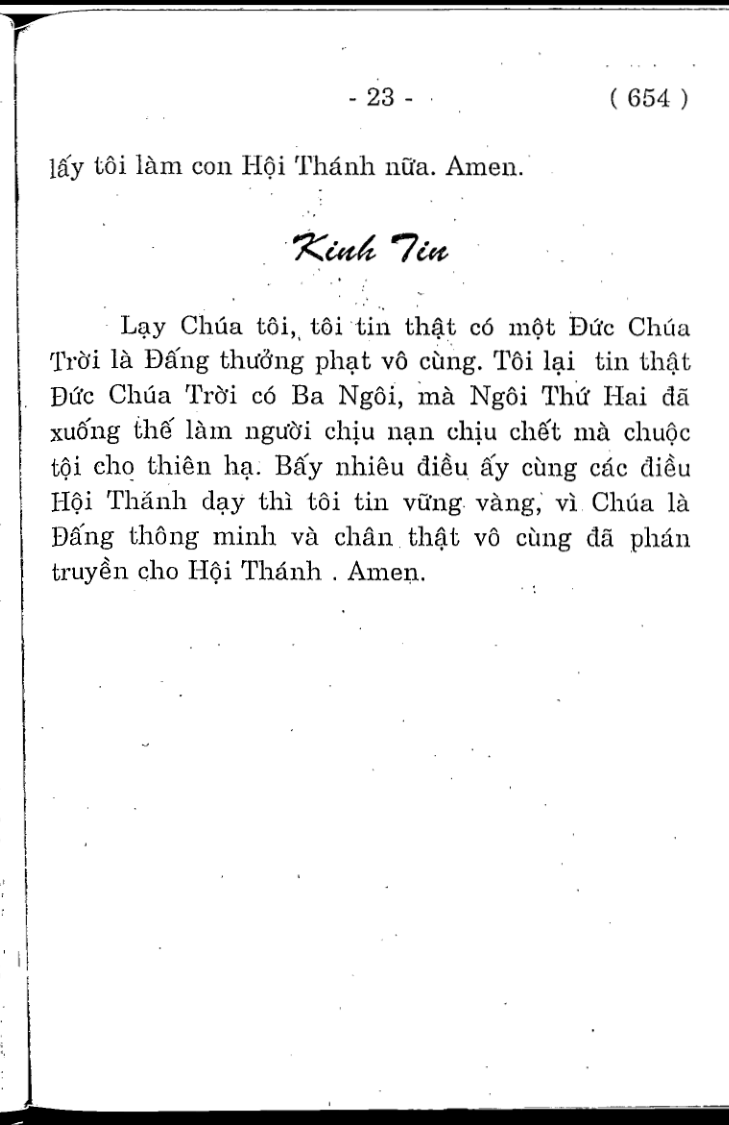 - 23 - ( 654 )
lấy tôi làm con Hội Thánh nữa. Amen.
Kinh Tin
Lạy Chúa tôi, tôi tin thật có một Đức Chúa
Trời là Đấng thưởng phạt vô cùng. Tôi lại tin thật
Đức Chúa Trời có Ba Ngôi, mà Ngôi Thứ Hai đã
xuống thế làm người chịu nạn chịu chết mà chuộc
tội cho thiên hạ. Bấy nhiêu điều ấy cùng các điều
Hội Thánh dạy thì tôi tin vững vàng, vì Chúa là
Đấng thông minh và chân thật vô cùng đã phán
truyền cho Hội Thánh . Amen.